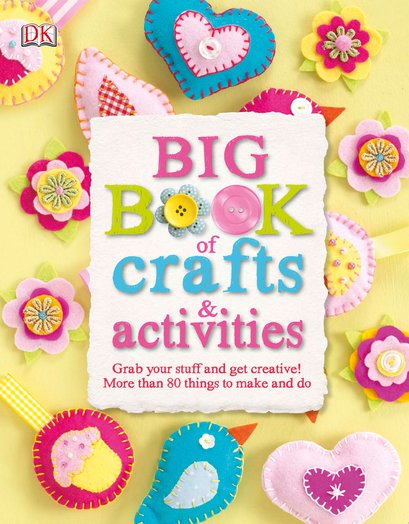 DK
BIG
BOOK
of
crafts
&
activities
Grab your stuff and get creative!
More than 80 things to make and do